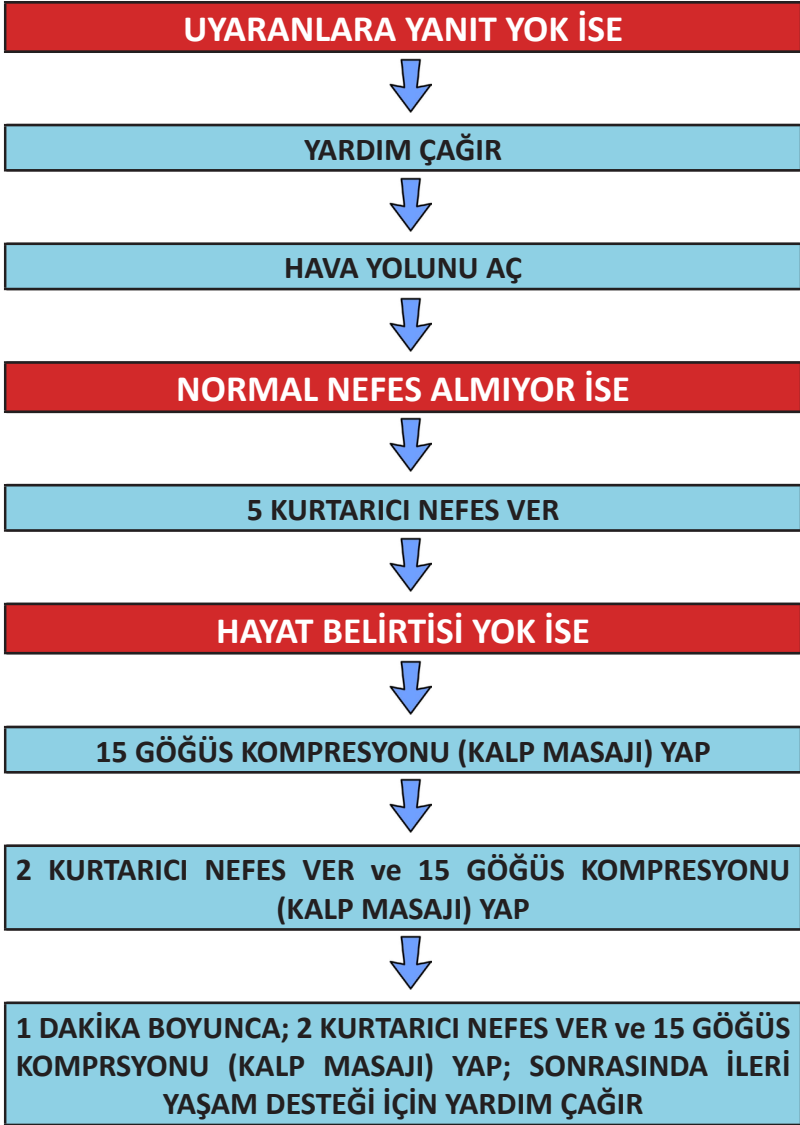 UYARANLARA YANIT YOK İSE
YARDIM ÇAĞIR
HAVA YOLUNU AÇ
NORMAL NEFES ALMIYOR İSE
5 KURTARICI NEFES VER
HAYAT BELİRTİSİ YOK İSE
15 GÖĞÜS KOMPRESYONU (KALP MASAJI) YAP
2 KURTARICI NEFES VER ve 15 GÖĞÜS KOMPRESYONU
(KALP MASAJI) YAP
1 DAKİKA BOYUNCA; 2 KURTARICI NEFES VER ve 15 GÖĞÜS
KOMPRSYONU (KALP MASAJI) YAP; SONRASINDA İLERİ
YAŞAM DESTEĞİ İÇİN YARDIM ÇAĞIR